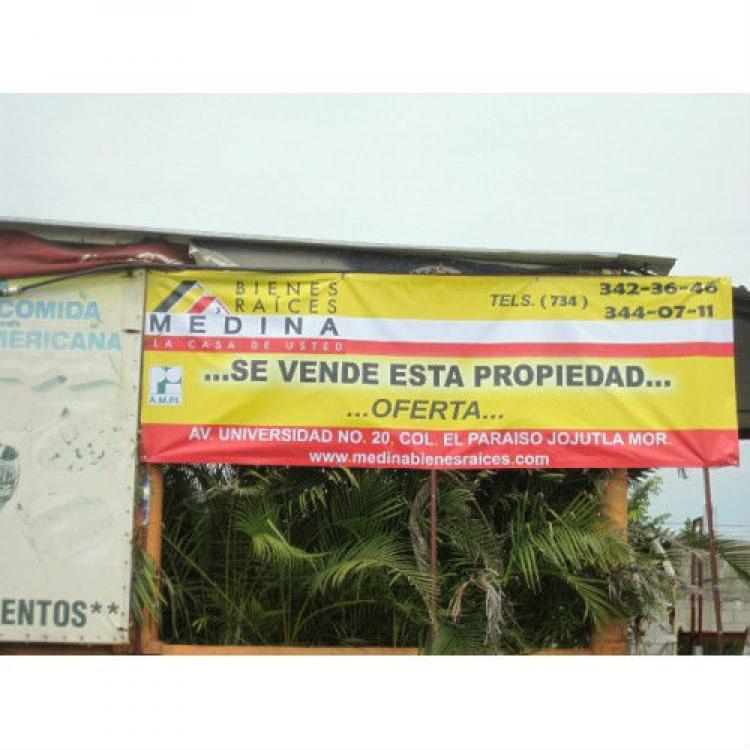 COMIDA
MERICANA
ENTOS**
BIENES
RAÍCES
MEDINA
LA CASA DE USTED
TELS. (734) 342-36-46
344-07-11
A.M.P.I.
...SE VENDE ESTA PROPIEDAD...
...OFERTA...
AV. UNIVERSIDAD NO. 20, COL. EL PARAISO JOJUTLA MOR.
www.medinabienesraices.com